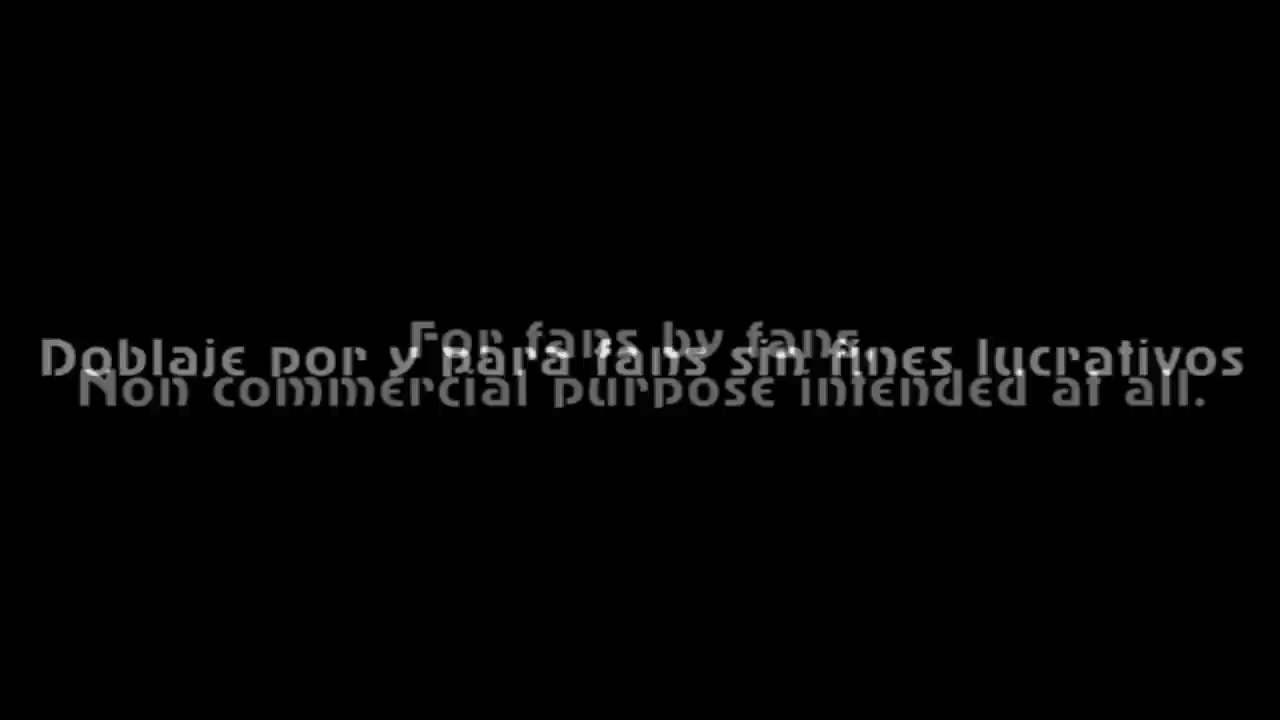 For fans by fans.
Doblaje por y para fans sin fines lucrativos
Non commercial purpose intended at all.